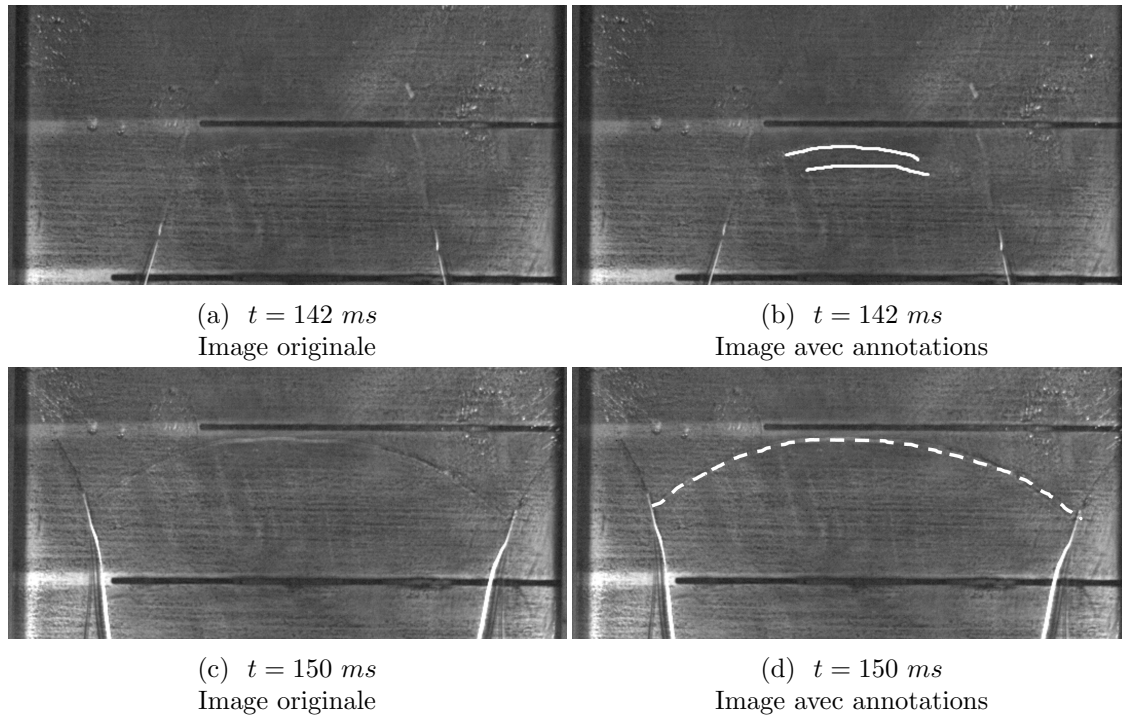 (a) t = 142 ms
Image originale
(b) t = 142 ms
Image avec annotations
(c) t = 150 ms
Image originale
(d) t = 150 ms
Image avec annotations